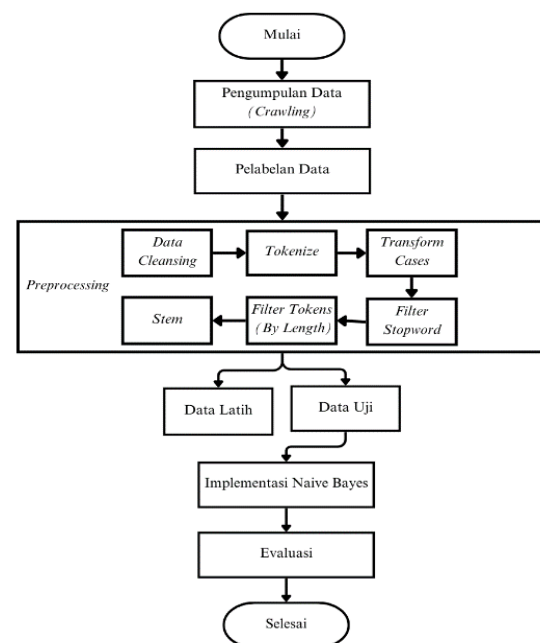 Mulai
Pengumpulan Data
(Crawling)
Pelabelan Data
Preprocessing
Data
Cleansing
Tokenize
Transform
Cases
Filter
Stopword
Filter Tokens
(By Length)
Stem
Data Latih
Data Uji
Implementasi Naive Bayes
Evaluasi
Selesai